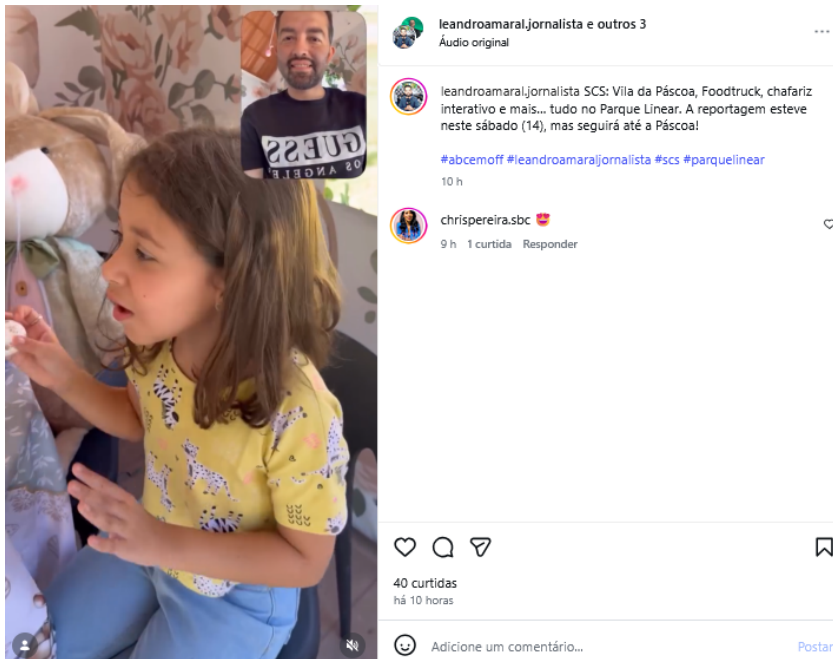 leandroamaral.jornalista e outros 3
Áudio original
leandroamaral.jornalista SCS: Vila da Páscoa, Foodtruck, chafariz
interativo e mais... tudo no Parque Linear. A reportagem esteve
neste sábado (14), mas seguirá até a Páscoa!
#abcemoff #leandroamaraljornalista #scs #parquelinear
10 h
chrispereira.sbc 😍
9 h 1 curtida Responder
GUESS
LOS ANGELES
40 curtidas
há 10 horas
Adicione um comentário...
Postar